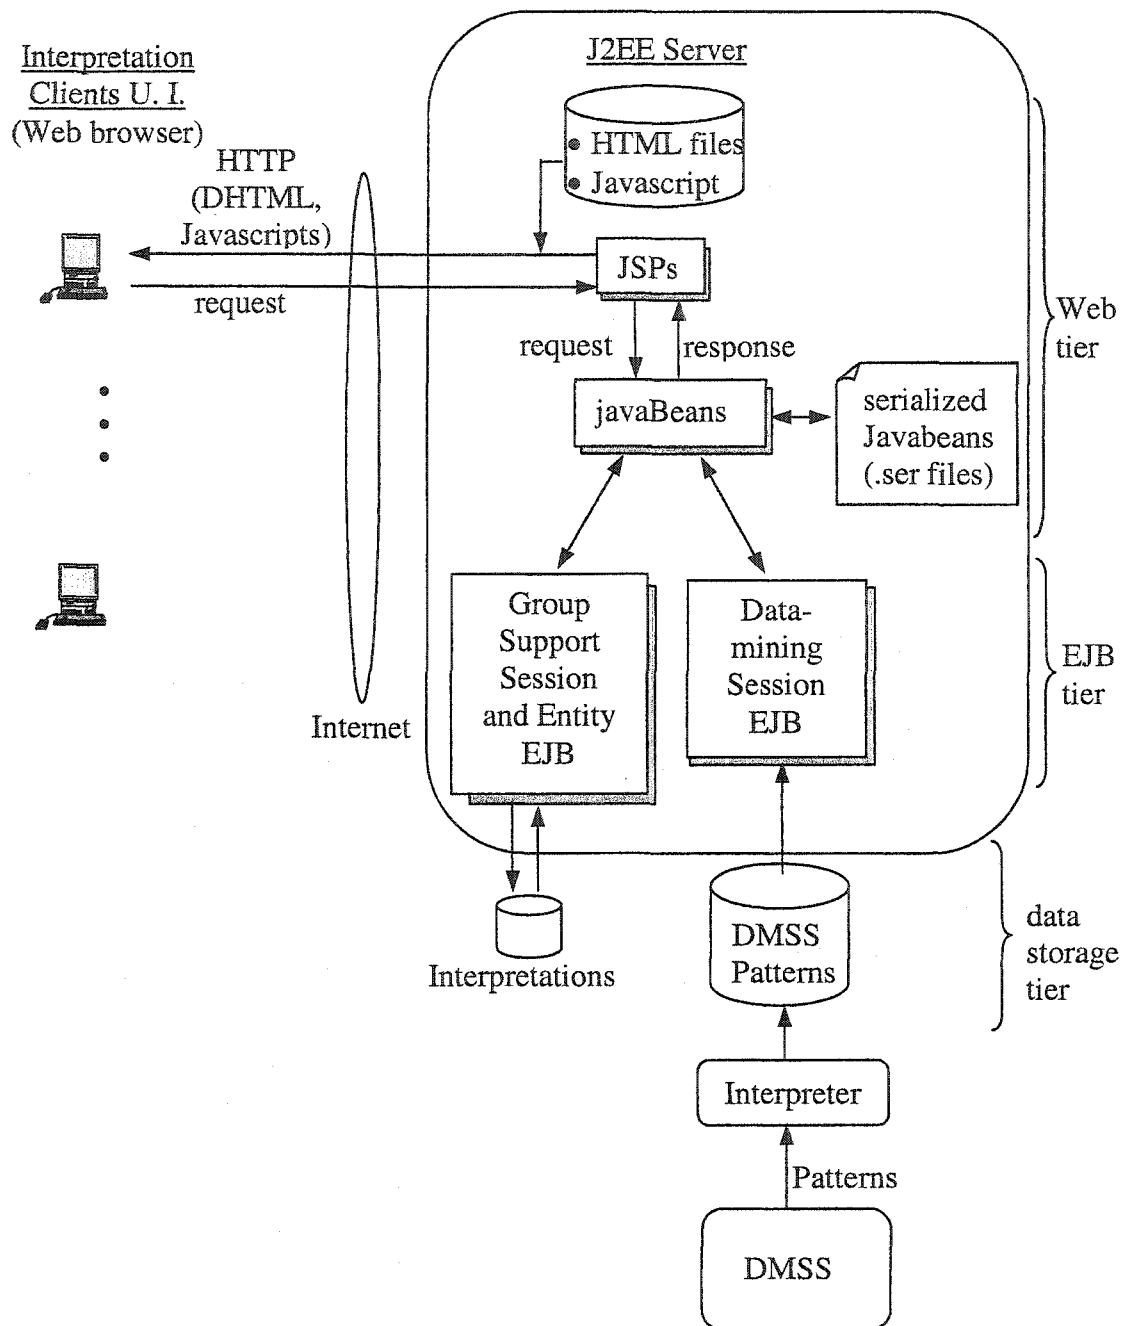 Interpretation
Clients U. I.
(Web browser)
J2EE Server
• HTML files
• Javascript
HTTP
(DHTML,
Javascripts)
request
JSPs
request
response
javaBeans
serialized
Javabeans
(.ser files)
Web
tier
Group
Support
Session
and Entity
EJB
Data-
mining
Session
EJB
EJB
tier
Internet
Interpretations
DMSS
Patterns
data
storage
tier
Interpreter
Patterns
DMSS